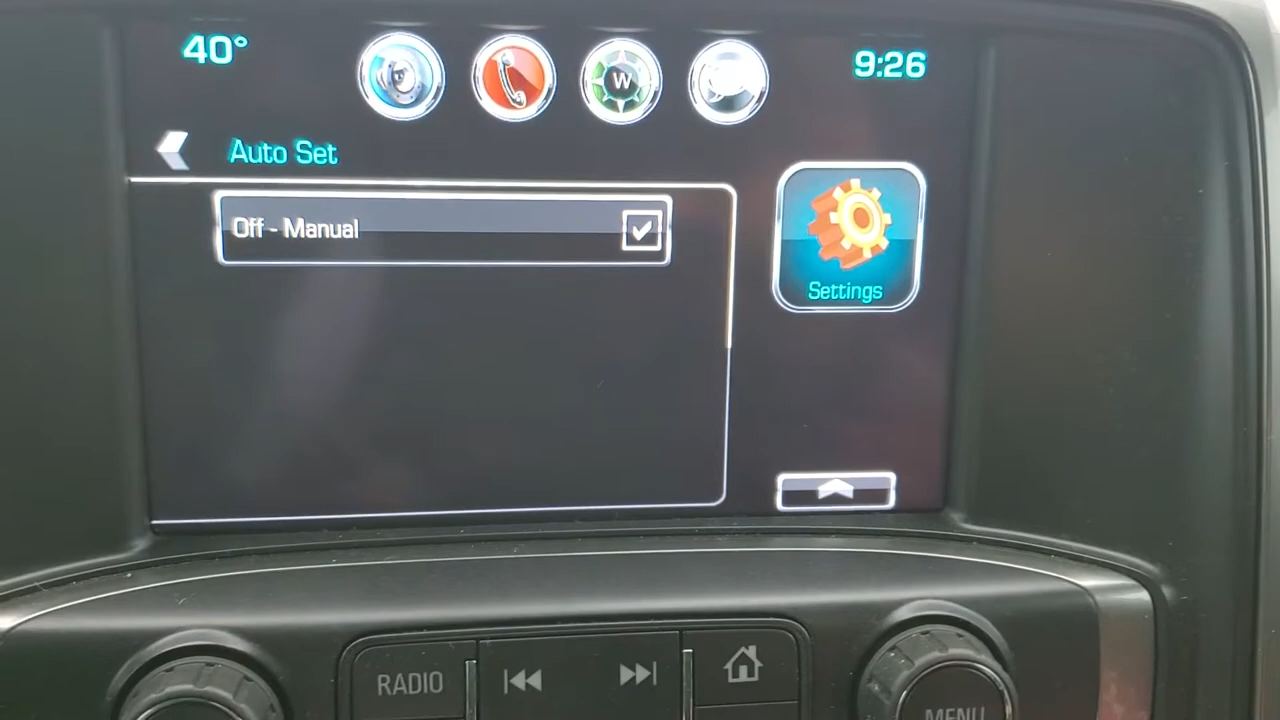 40°
W
9:26
Auto Set
Off - Manual
Settings
RADIO
MENU